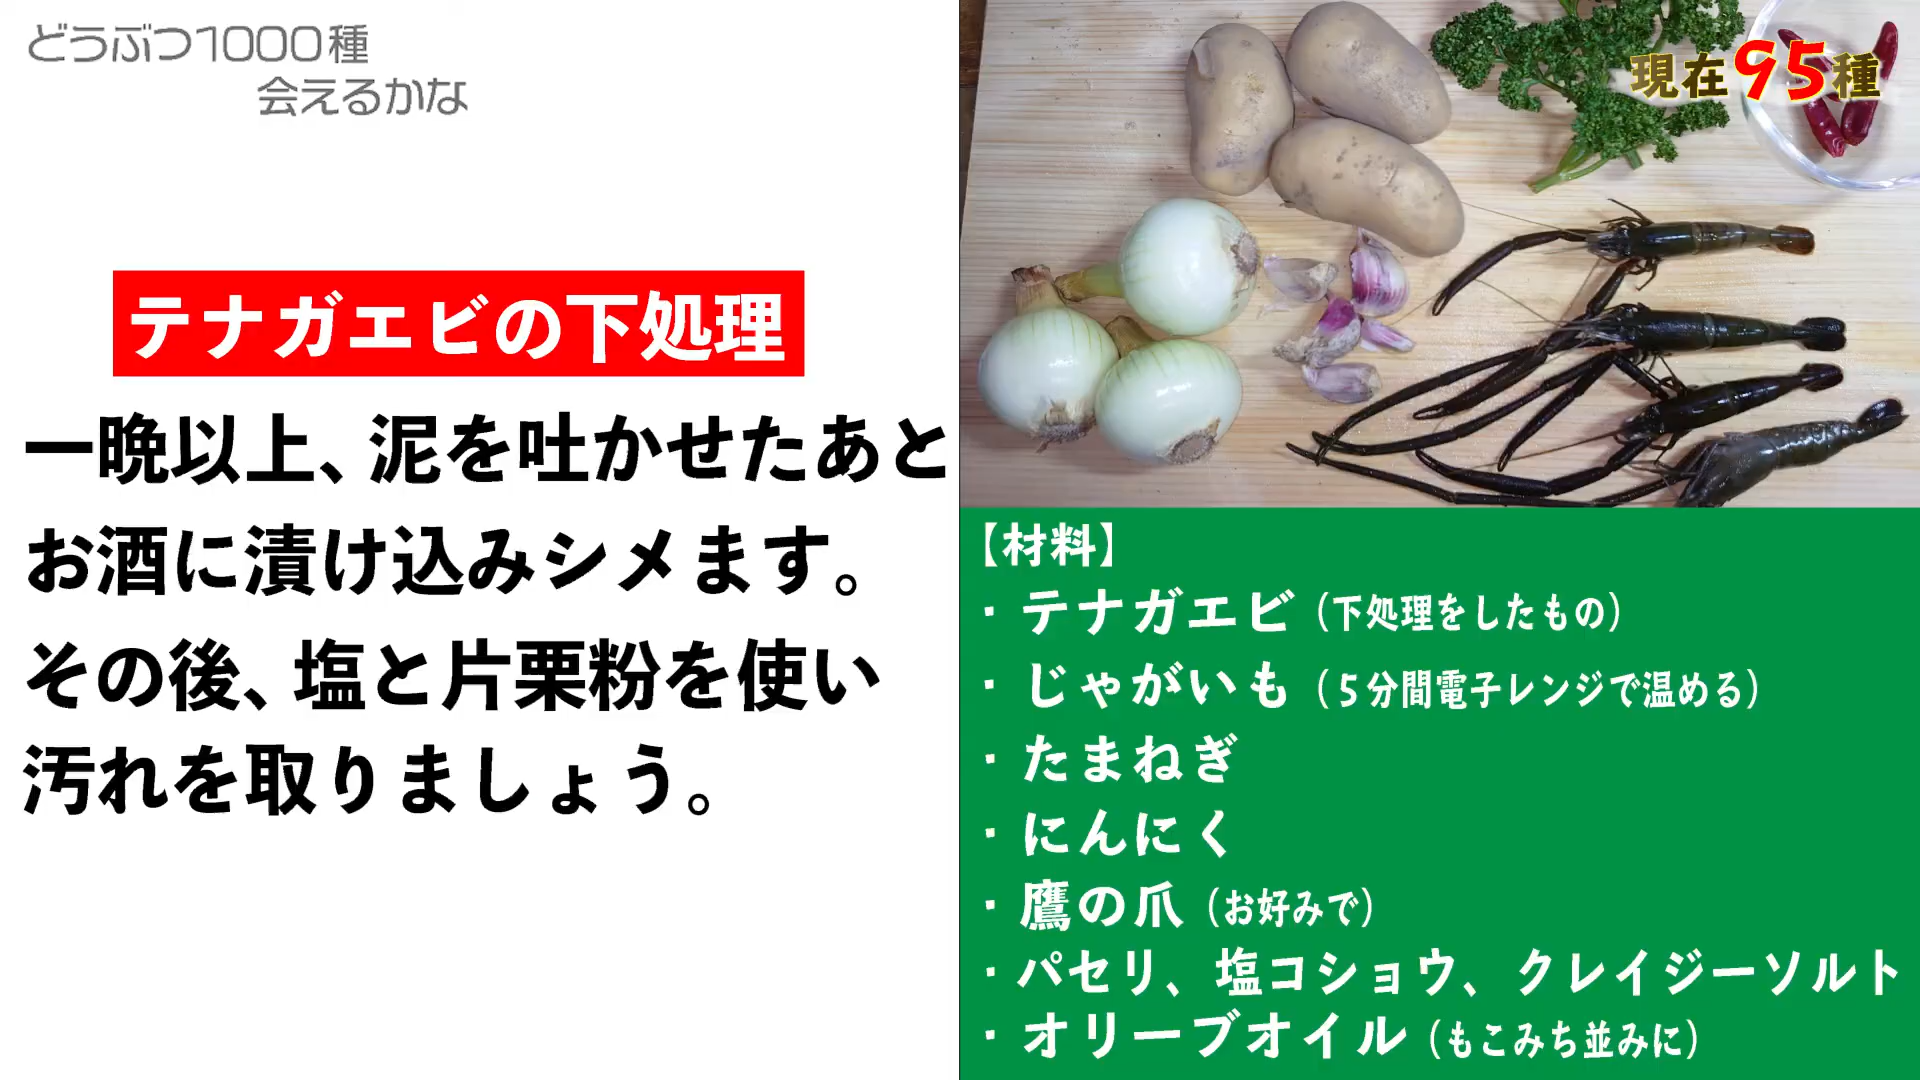 どうぶつ1000種
会えるかな
現在95種
テナガエビの下処理
一晩以上、泥を吐かせたあと
お酒に漬け込みシメます。
その後、塩と片栗粉を使い
汚れを取りましょう。
【材料】
・テナガエビ（下処理をしたもの）
・じゃがいも（５分間電子レンジで温める）
・たまねぎ
・にんにく
・鷹の爪（お好みで）
・パセリ、塩コショウ、クレイジーソルト
・オリーブオイル（もこみち並みに）